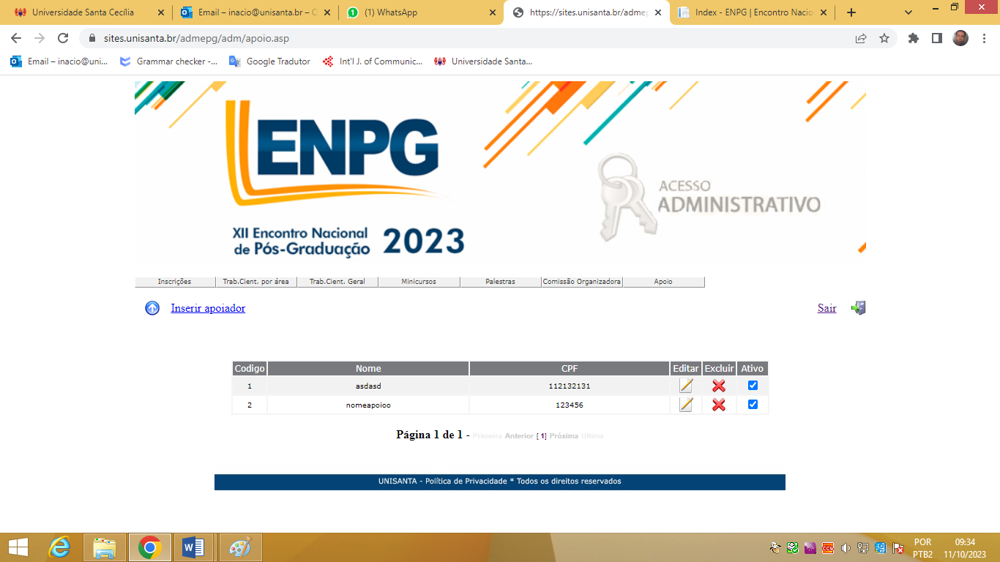 Universidade Santa Cecília
Email – inacio@unisanta.br – O
(1) WhatsApp
https://sites.unisanta.br/admep
Index - ENPG | Encontro Nacio
sites.unisanta.br/admepg/adm/apoio.asp
Email – inacio@uni...
Grammar checker -...
Google Tradutor
Int'l J. of Communic...
Universidade Santa...
ENPG
ACESSO
ADMINISTRATIVO
XII Encontro Nacional
de Pós-Graduação 2023
Inscrições Trab.Cient. por área Trab.Cient. Geral Minicursos Palestras Comissão Organizadora Apoio
Inserir apoiador
Sair
Codigo Nome CPF Editar Excluir Ativo
1 asdasd 112132131
2 nomeapoioo 123456
Página 1 de 1 - Primeira Anterior [ 1] Próxima Ultima
UNISANTA - Política de Privacidade * Todos os direitos reservados
POR 09:34
PTB2 11/10/2023